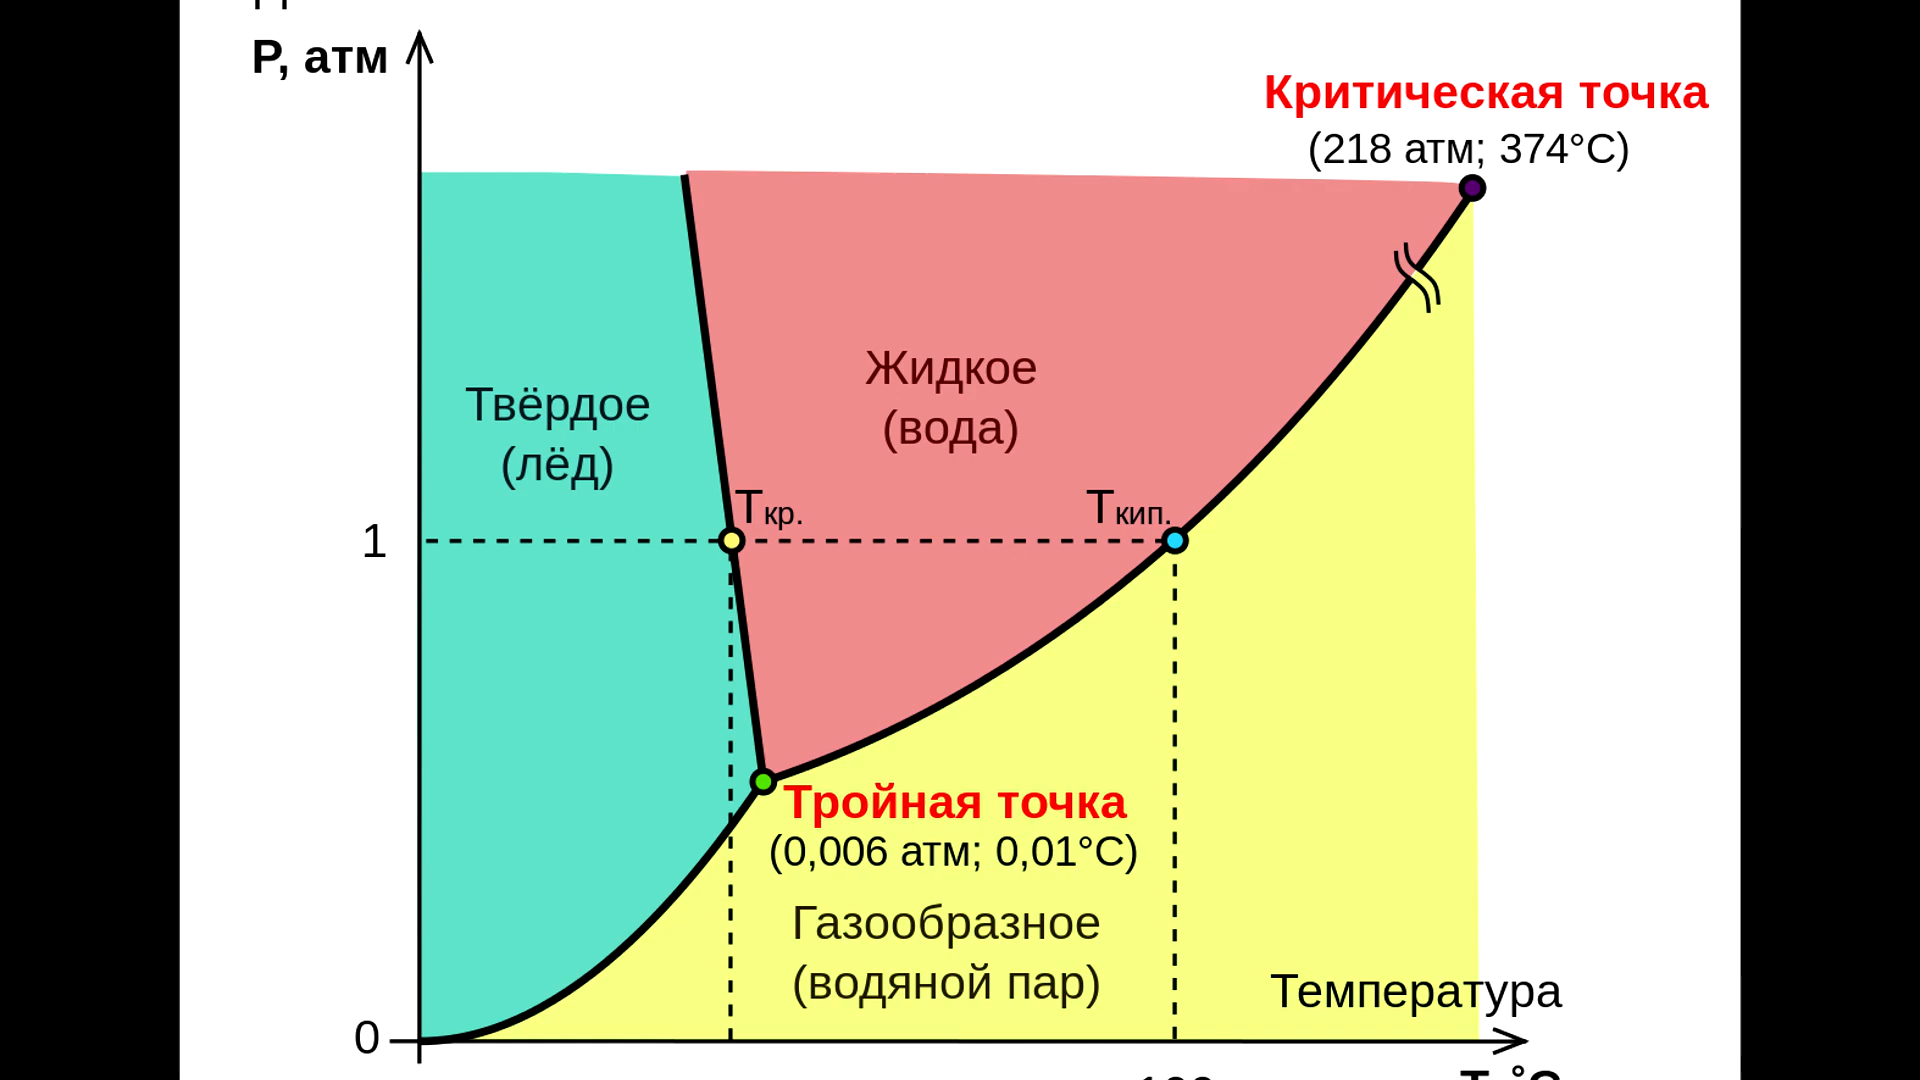 P, атм
Критическая точка
(218 атм; 374°C)
Твёрдое
(лёд)
Жидкое
(вода)
Tкр.
Tкип.
1
Тройная точка
(0,006 атм; 0,01°C)
Газообразное
(водяной пар)
Температура
0